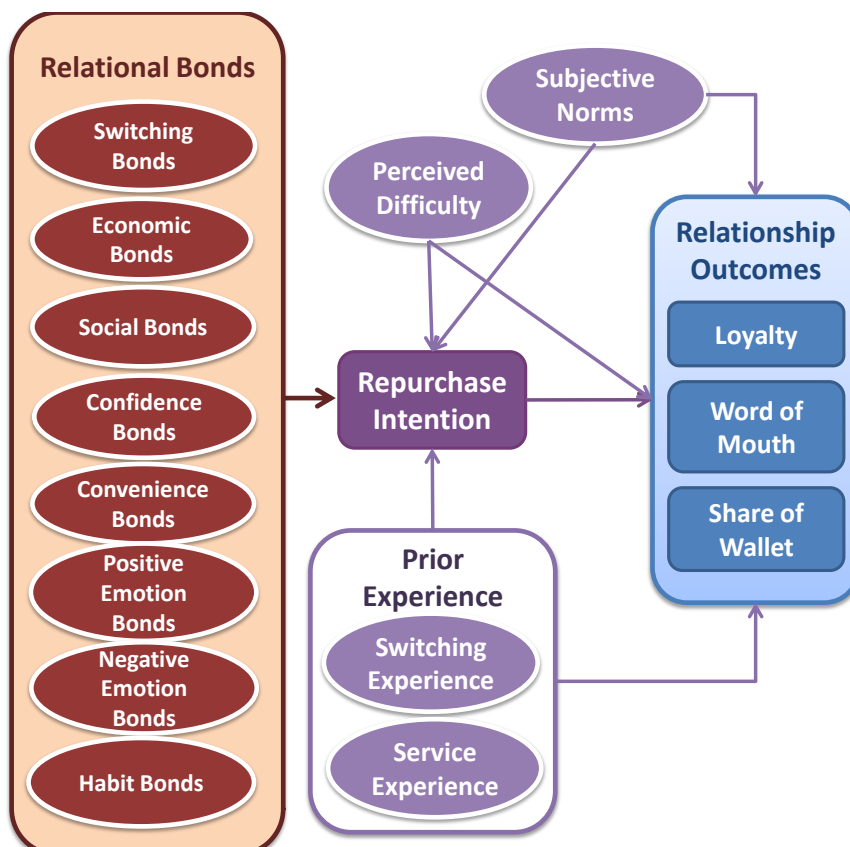 Relational Bonds
Switching
Bonds
Economic
Bonds
Social Bonds
Confidence
Bonds
Convenience
Bonds
Positive
Emotion
Bonds
Negative
Emotion
Bonds
Habit Bonds
Subjective
Norms
Perceived
Difficulty
Repurchase
Intention
Prior
Experience
Switching
Experience
Service
Experience
Relationship
Outcomes
Loyalty
Word of
Mouth
Share of
Wallet